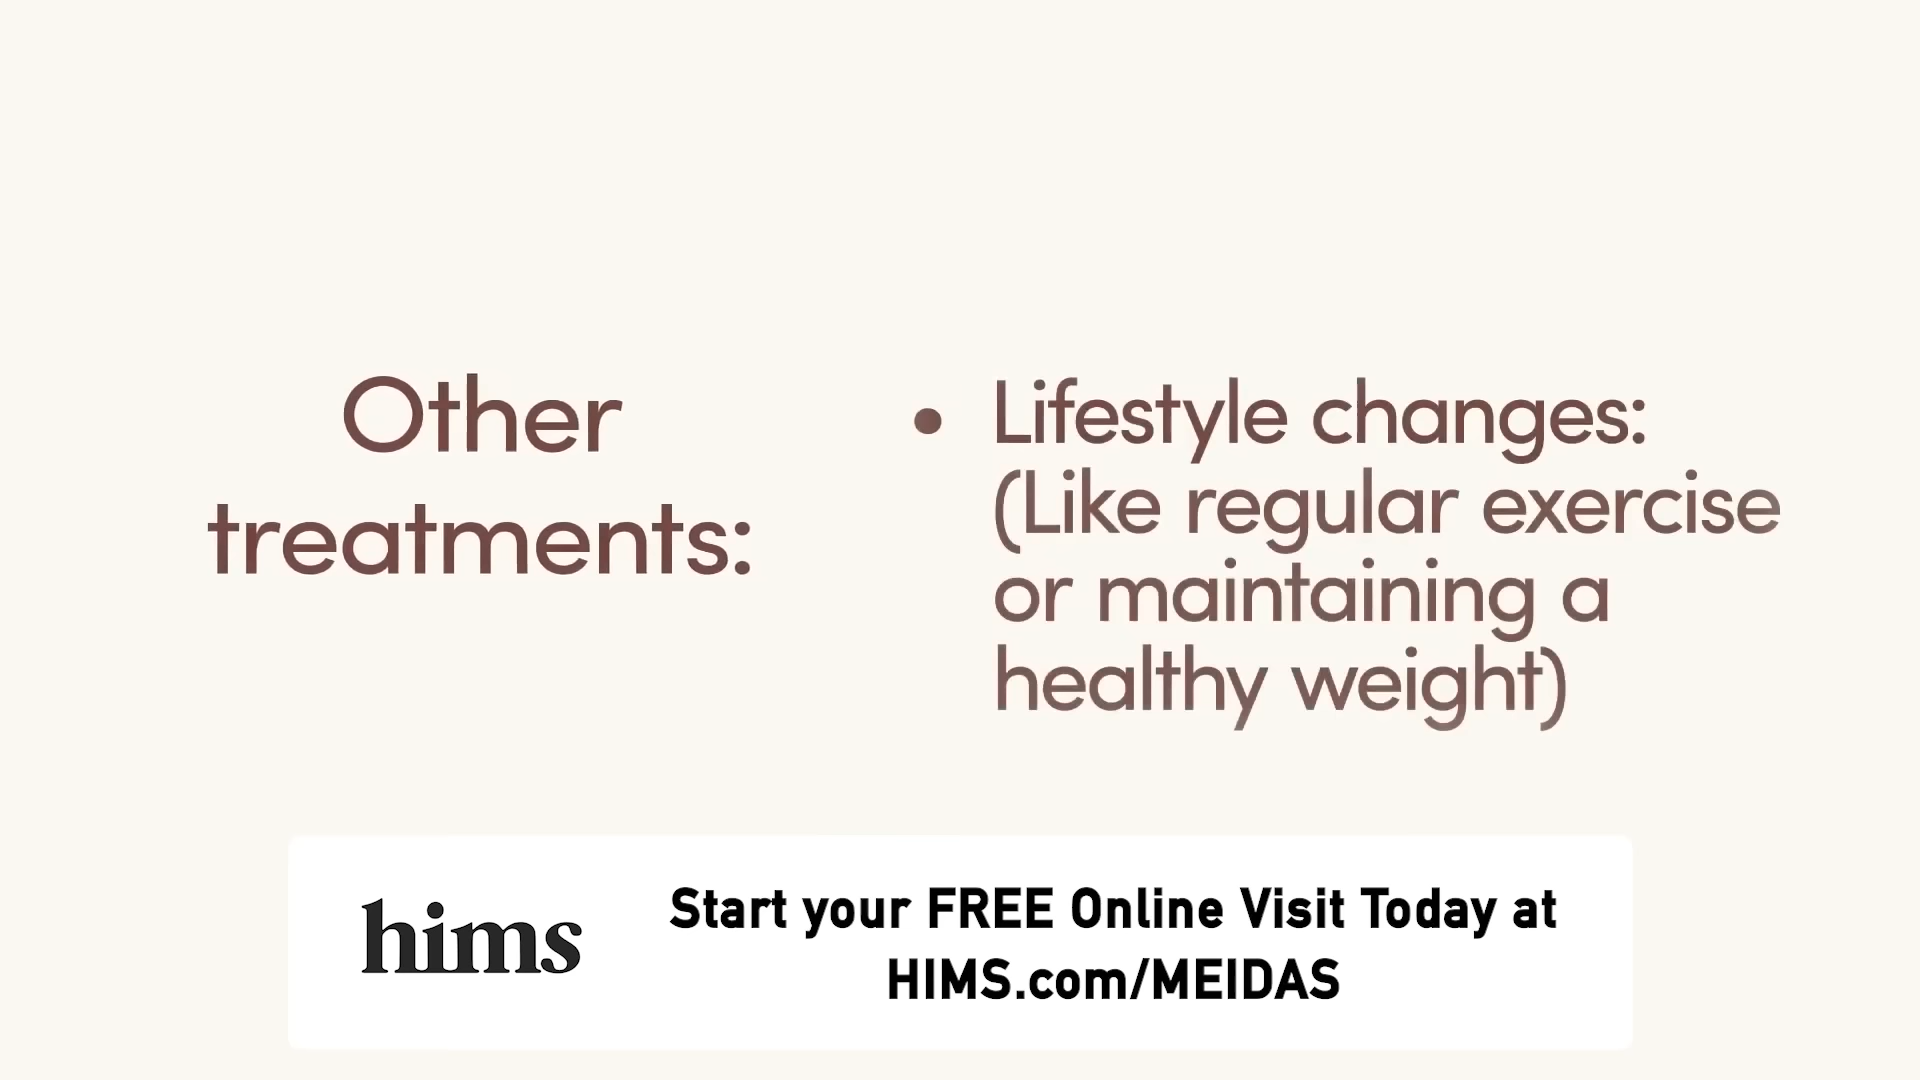 Other
treatments:
• Lifestyle changes:
(Like regular exercise
or maintaining a
healthy weight)
hims
Start your FREE Online Visit Today at
HIMS.com/MEIDAS